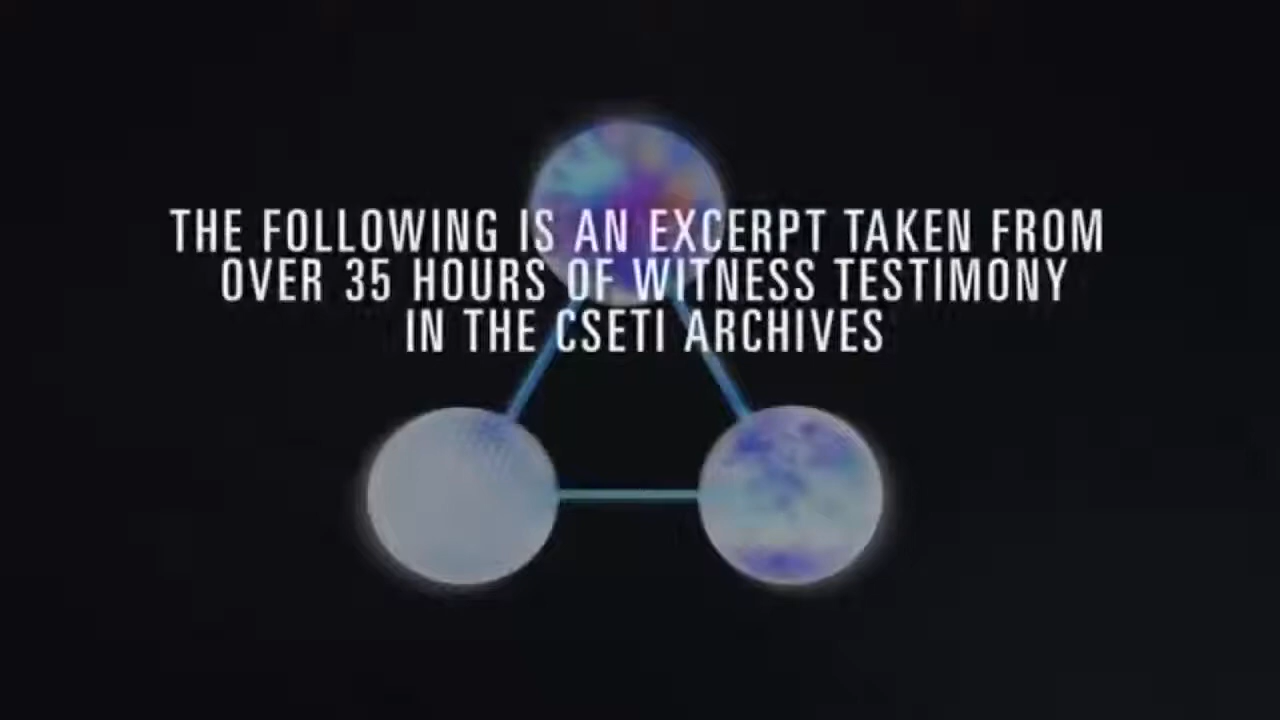 THE FOLLOWING IS AN EXCERPT TAKEN FROM
OVER 35 HOURS OF WITNESS TESTIMONY
IN THE CSETI ARCHIVES